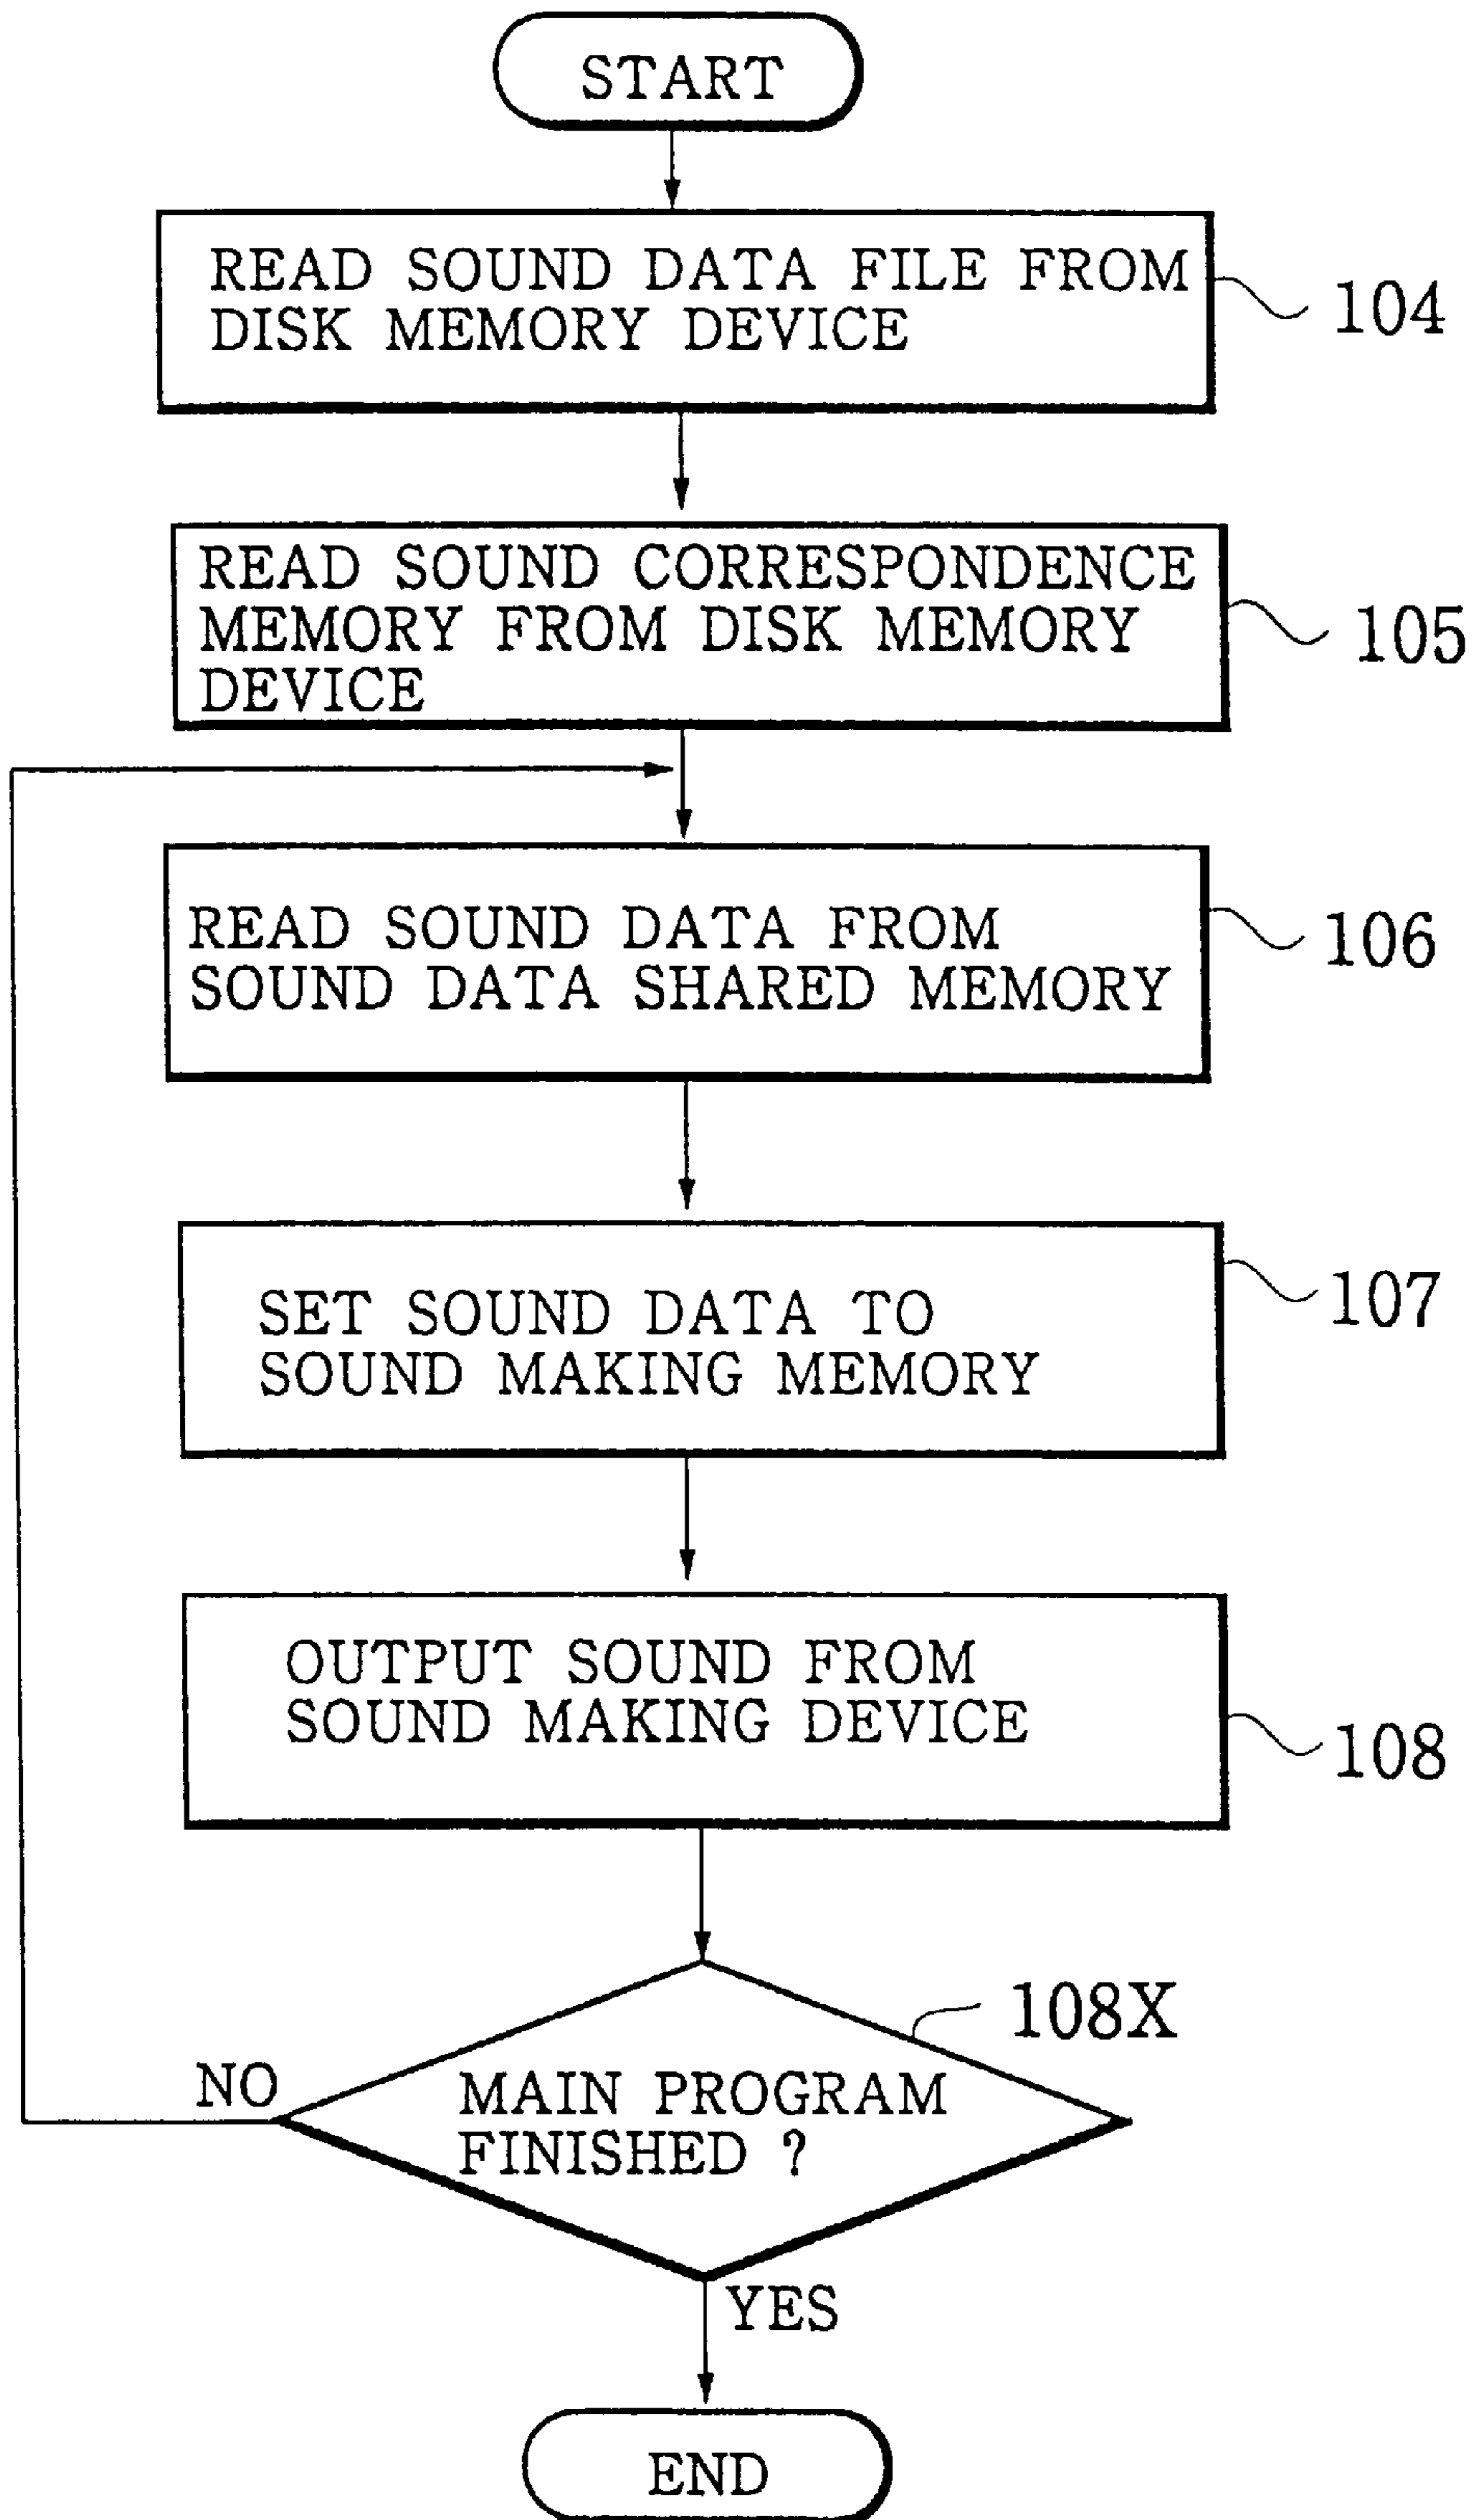 START
READ SOUND DATA FILE FROM
DISK MEMORY DEVICE
104
READ SOUND CORRESPONDENCE
MEMORY FROM DISK MEMORY
DEVICE
105
READ SOUND DATA FROM
SOUND DATA SHARED MEMORY
106
SET SOUND DATA TO
SOUND MAKING MEMORY
107
OUTPUT SOUND FROM
SOUND MAKING DEVICE
108
108X
NO
MAIN PROGRAM
FINISHED ?
YES
END